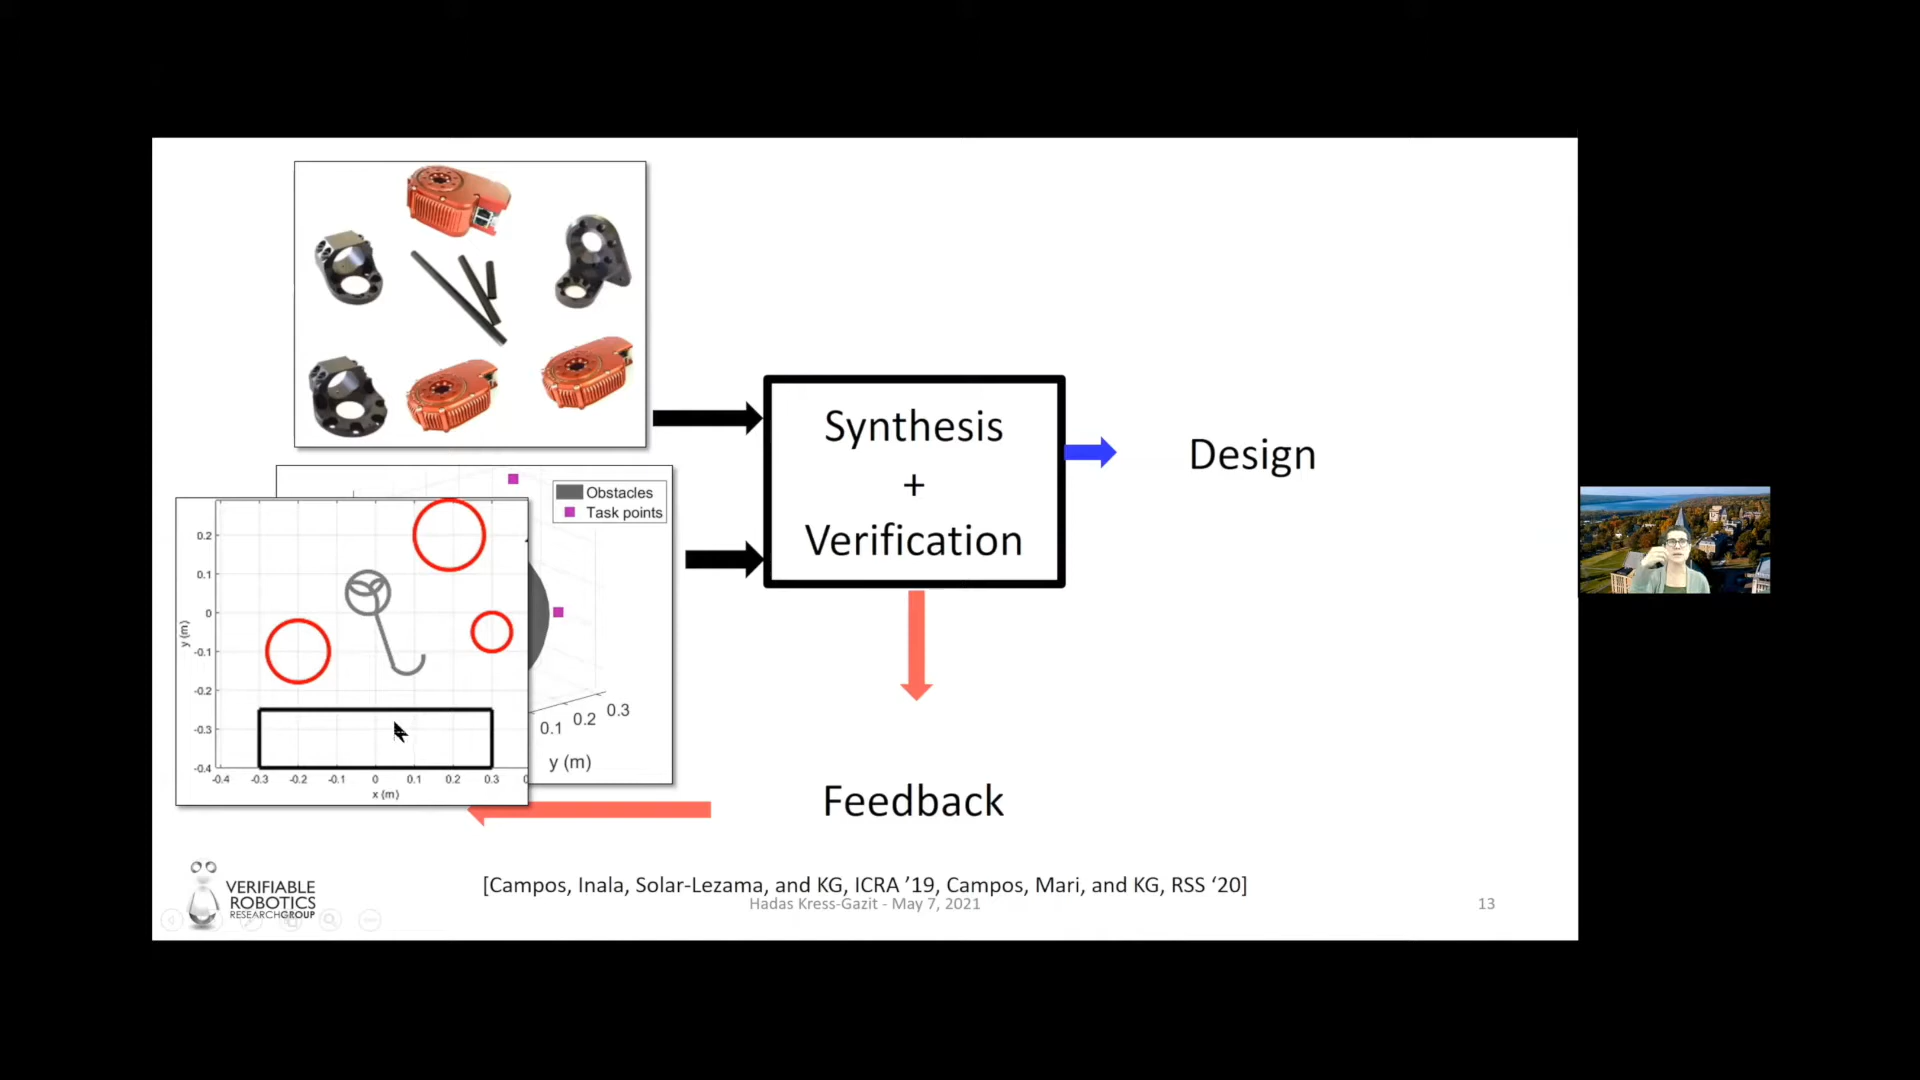 Synthesis
+
Verification
Design
Obstacles
Task points
0.2
0.1
0
-0.1
-0.2
-0.3
-0.4
y (m)
-0.4 -0.3 -0.2 -0.1 0 0.1 0.2 0.3 0
x (m)
0.1 0.2 0.3
y (m)
Feedback
[Campos, Inala, Solar-Lezama, and KG, ICRA ’19, Campos, Mari, and KG, RSS ‘20]
VERIFIABLE
ROBOTICS
RESEARCHGROUP
Hadas Kress-Gazit - May 7, 2021
13